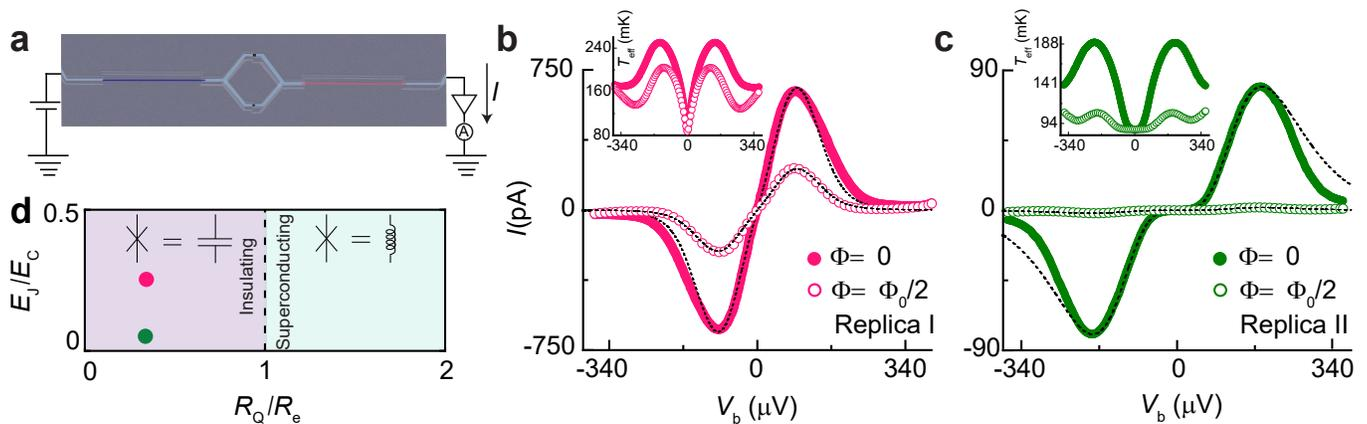 a
I
A
b
750
0
-750
I(pA)
-340
0
340
V_b (μV)
T_eff (mK)
240
160
80
-340
0
340
Φ= 0
Φ= Φ_0/2
Replica I
c
90
0
-90
-340
0
340
V_b (μV)
T_eff (mK)
188
141
94
-340
0
340
Φ= 0
Φ= Φ_0/2
Replica II
d
0.5
0
E_J/E_C
=
Insulating
Superconducting
=
0
1
2
R_Q/R_e